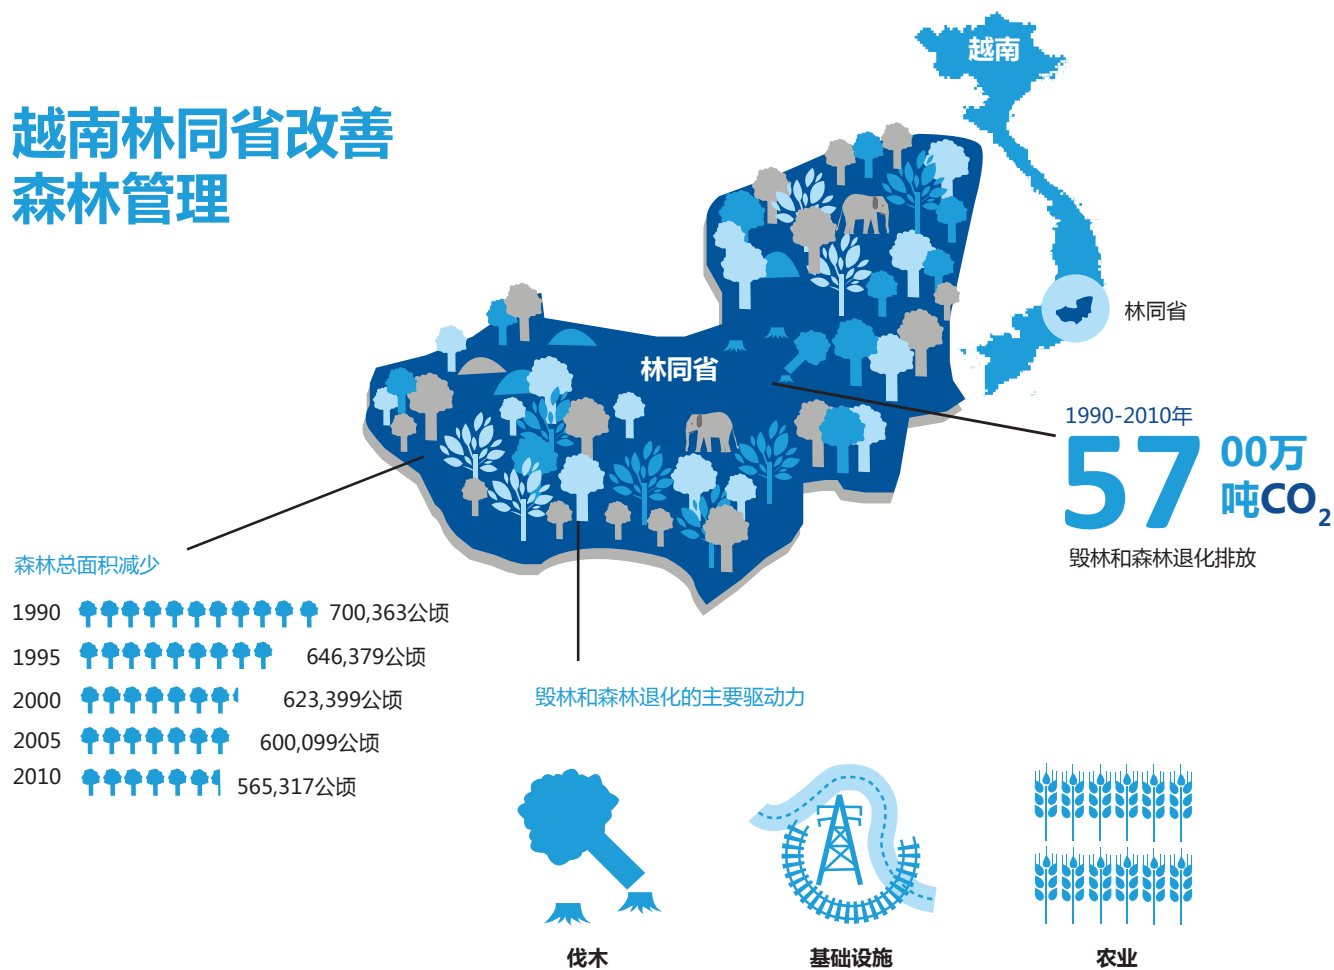 越南
越南林同省改善
森林管理
林同省
林同省
1990-2010年
57 00万
吨CO2
毁林和森林退化排放
森林总面积减少
1990 700,363公顷
1995 646,379公顷
2000 623,399公顷
2005 600,099公顷
2010 565,317公顷
毁林和森林退化的主要驱动力
伐木
基础设施
农业